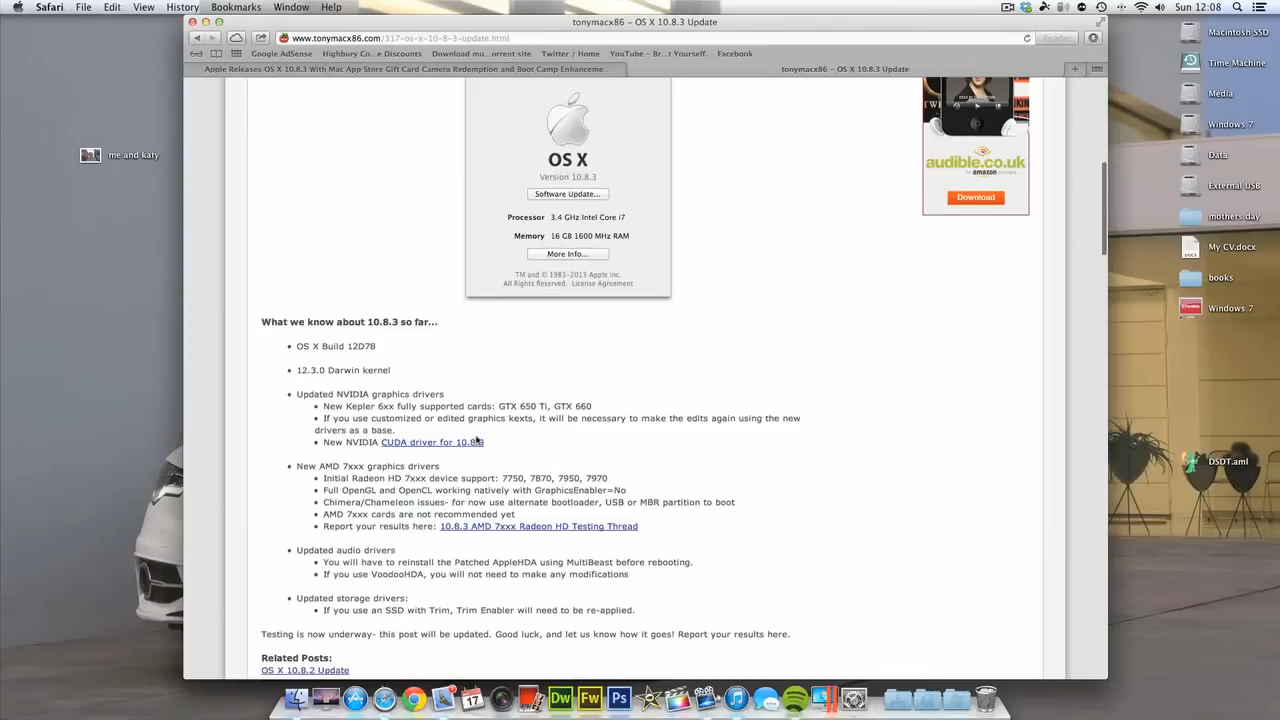 Safari File Edit View History Bookmarks Window Help
Sun 12:08
tonymacx86 – OS X 10.8.3 Update
www.tonymacx86.com/317-os-x-10-8-3-update.html
Reader
Google AdSense Highbury Co...e Discounts Download mu...orrent site Twitter / Home YouTube – Br...t Yourself. Facebook
Apple Releases OS X 10.8.3 With Mac App Store Gift Card Camera Redemption and Boot Camp Enhanceme...
tonymacx86 – OS X 10.8.3 Update
OS X
Version 10.8.3
Software Update...
Processor 3.4 GHz Intel Core i7
Memory 16 GB 1600 MHz RAM
More Info...
TM and © 1983-2013 Apple Inc.
All Rights Reserved. License Agreement
audible.co.uk
an amazon company
Download
What we know about 10.8.3 so far...
• OS X Build 12D78
• 12.3.0 Darwin kernel
• Updated NVIDIA graphics drivers
• New Kepler 6xx fully supported cards: GTX 650 Ti, GTX 660
• If you use customized or edited graphics kexts, it will be necessary to make the edits again using the new
drivers as a base.
• New NVIDIA CUDA driver for 10.8.3
• New AMD 7xxx graphics drivers
• Initial Radeon HD 7xxx device support: 7750, 7870, 7950, 7970
• Full OpenGL and OpenCL working natively with GraphicsEnabler=No
• Chimera/Chameleon issues- for now use alternate bootloader, USB or MBR partition to boot
• AMD 7xxx cards are not recommended yet
• Report your results here: 10.8.3 AMD 7xxx Radeon HD Testing Thread
• Updated audio drivers
• You will have to reinstall the Patched AppleHDA using MultiBeast before rebooting.
• If you use VoodooHDA, you will not need to make any modifications
• Updated storage drivers:
• If you use an SSD with Trim, Trim Enabler will need to be re-applied.
Testing is now underway- this post will be updated. Good luck, and let us know how it goes! Report your results here.
Related Posts:
OS X 10.8.2 Update
me and katy
Macintosh SSD
Time Machine
Media
Windows 7
Data
External USB
mothers day
My CV.docx
books
Windows 7
DSDT.aml
17
Dw
Fw
Ps